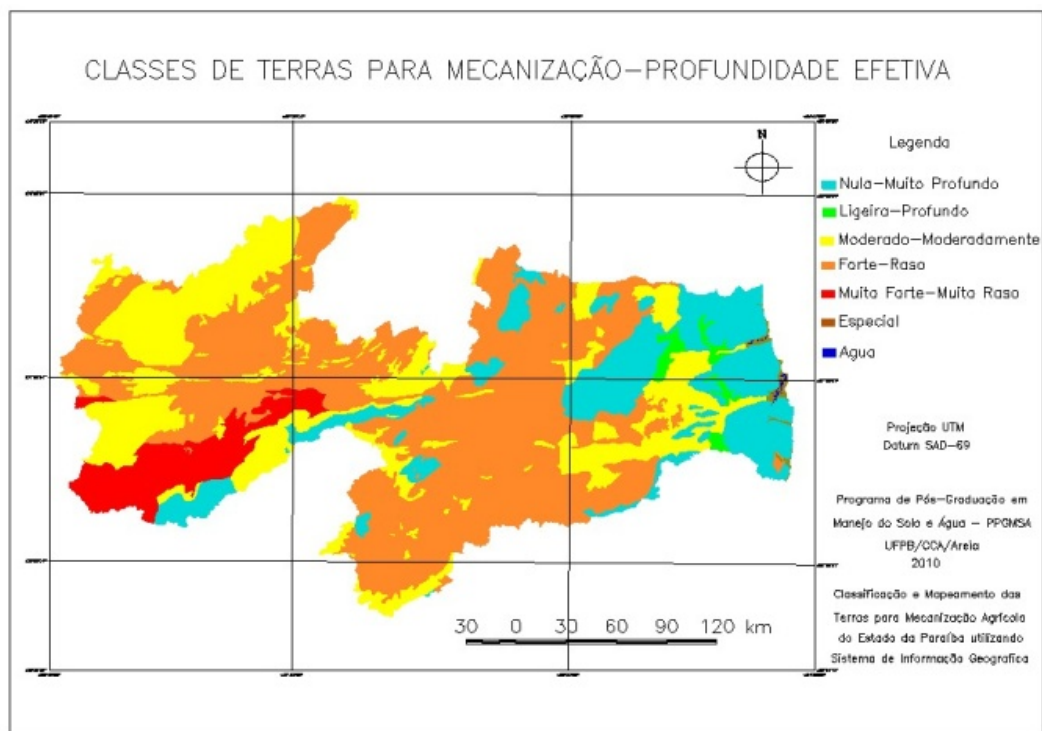 CLASSES DE TERRAS PARA MECANIZAÇÃO-PROFUNDIDADE EFETIVA
N
Legenda
Nula-Muito Profundo
Ligeira-Profundo
Moderado-Moderadamente
Forte-Raso
Muito Forte-Muito Raso
Especial
Agua
Projeção UTM
Datum SAD-69
Programa de Pós-Graduação em
Manejo do Solo e Água - PPGMSA
UFPB/CCA/Areia
2010
Classificação e Mapeamento das
Terras para Mecanização Agrícola
do Estado da Paraíba utilizando
Sistema de Informação Geografica
30 0 30 60 90 120 km